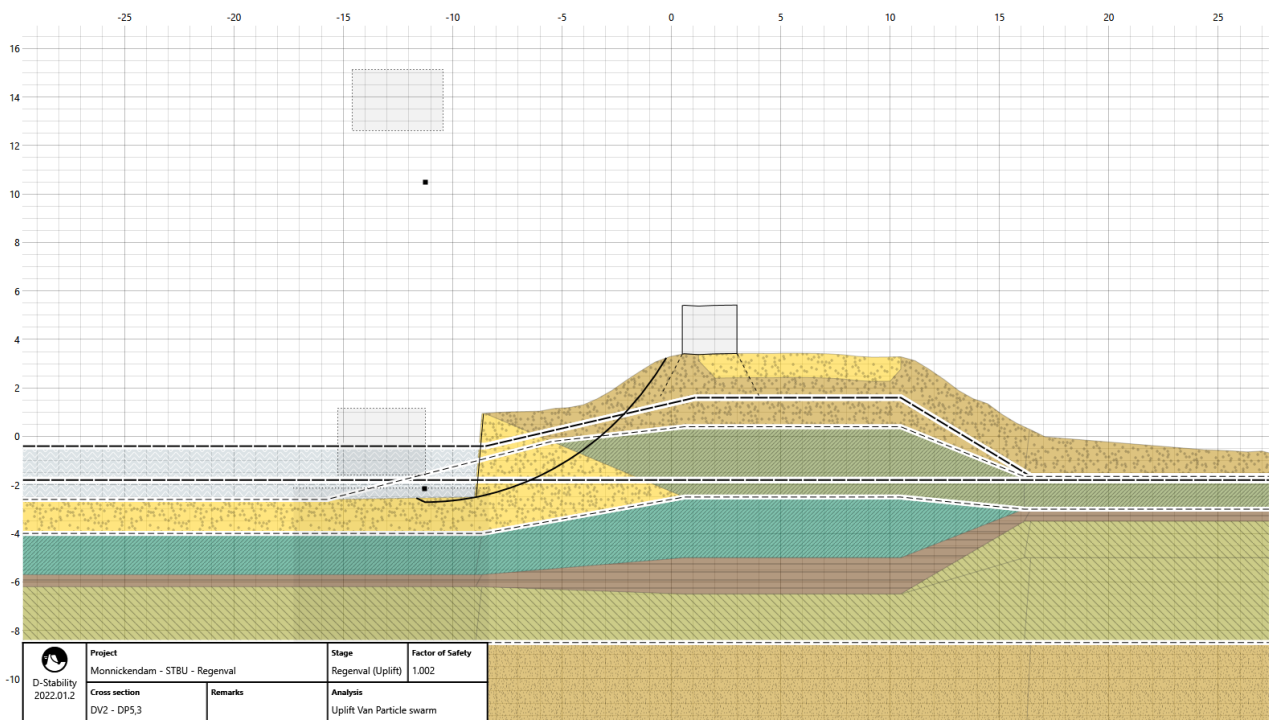 -25 -20 -15 -10 -5 0 5 10 15 20 25
16
14
12
10
8
6
4
2
0
-2
-4
-6
-8
-10
Project Stage Factor of Safety
Monnickendam - STBU - Regenval Regenval (Uplift) 1.002
D-Stability
2022.01.2
Cross section Remarks Analysis
DV2 - DP5,3 Uplift Van Particle swarm